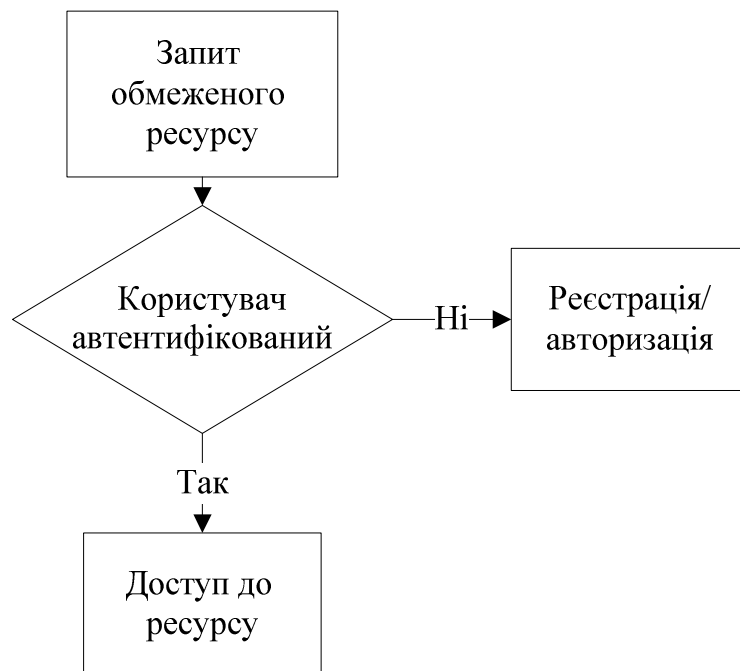 Запит
обмеженого
ресурсу
Користувач
автентифікований
Ні
Реєстрація/
авторизація
Так
Доступ до
ресурсу